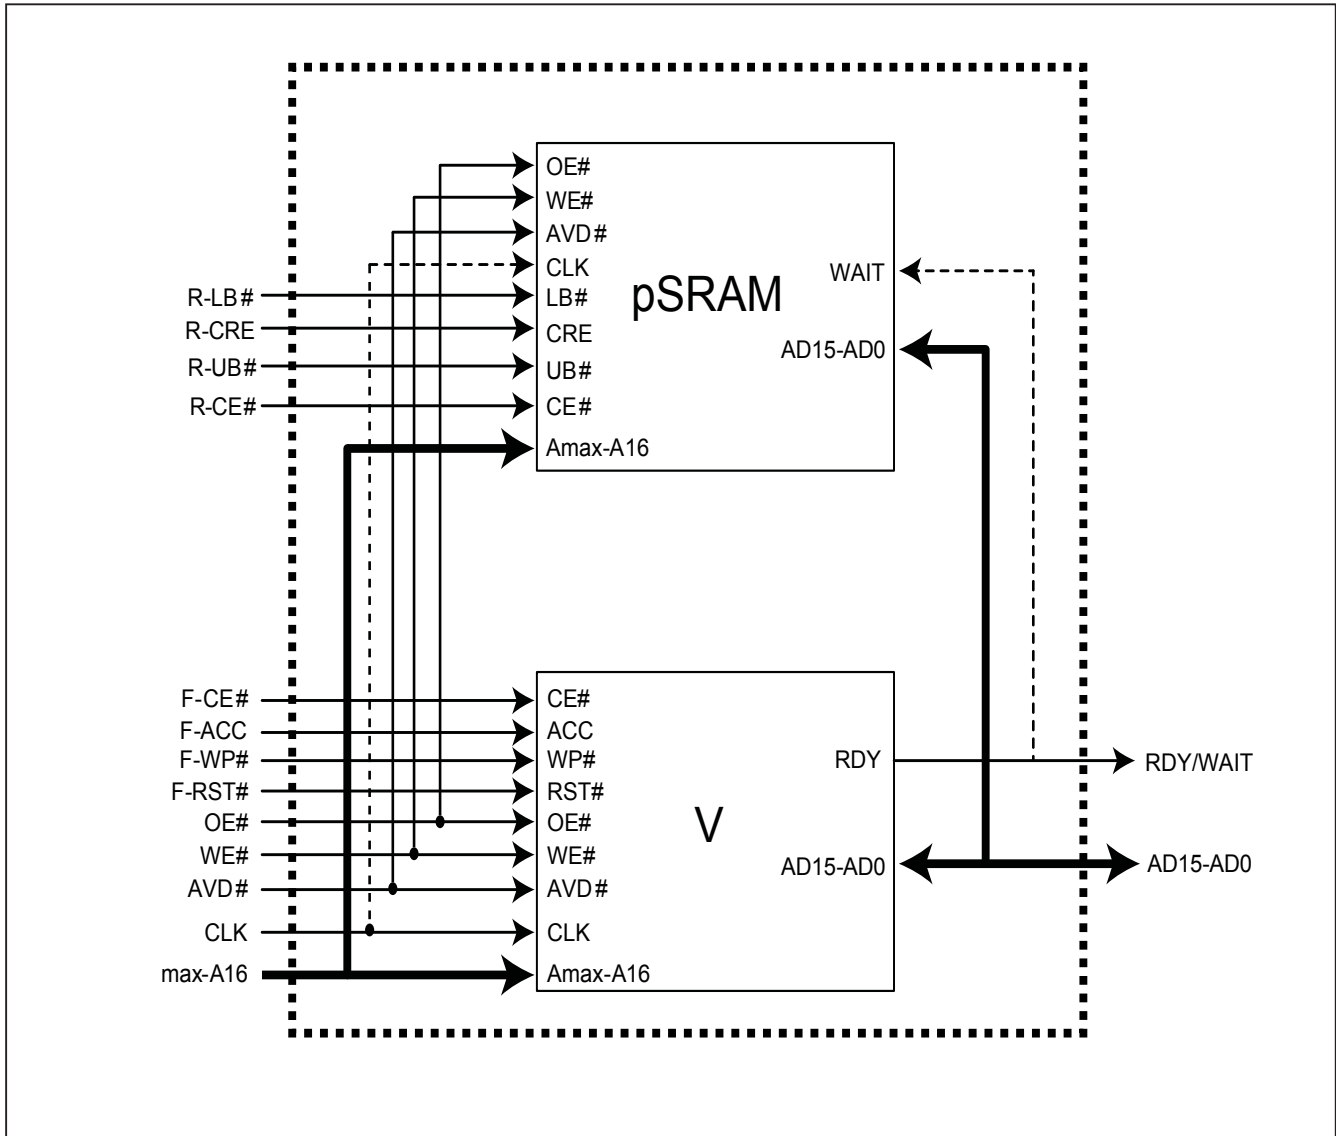 OE#
WE#
AVD#
CLK
R-LB#
LB#
R-CRE
CRE
R-UB#
UB#
R-CE#
CE#
Amax-A16
pSRAM
WAIT
AD15-AD0
F-CE#
CE#
F-ACC
ACC
F-WP#
WP#
F-RST#
RST#
OE#
OE#
WE#
WE#
AVD#
AVD#
CLK
CLK
max-A16
Amax-A16
V
RDY
RDY/WAIT
AD15-AD0
AD15-AD0